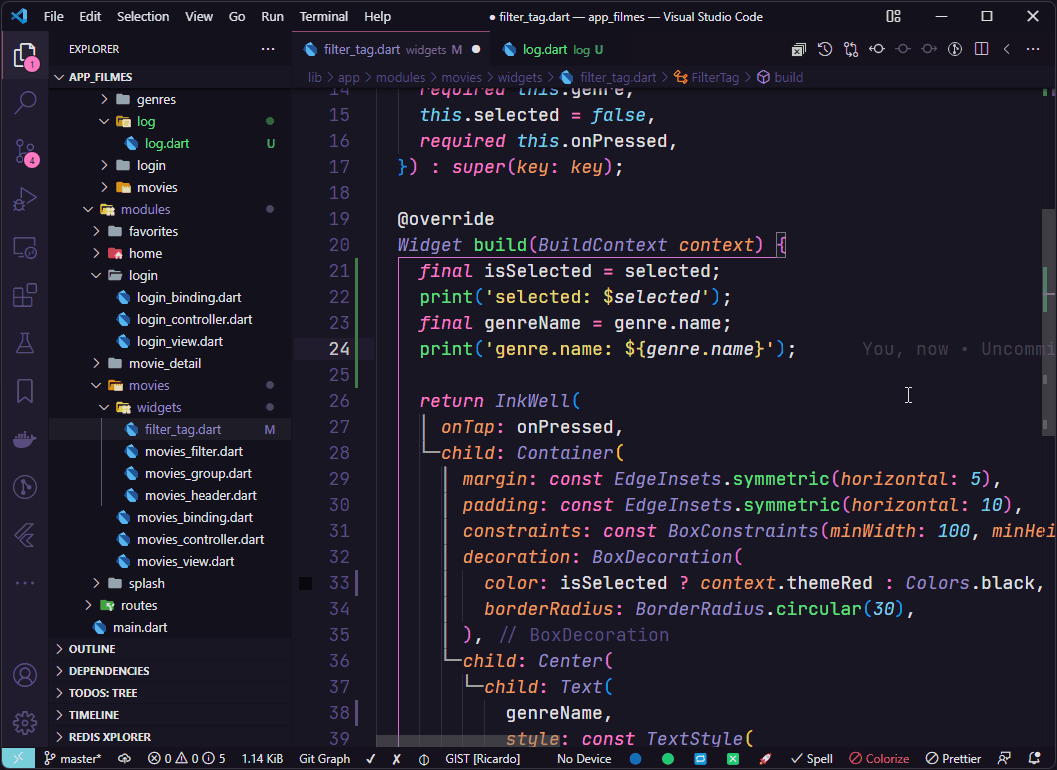 File Edit Selection View Go Run Terminal Help ● filter_tag.dart — app_filmes — Visual Studio Code
EXPLORER
1
4
APP_FILMES
genres
log
log.dart U
login
movies
modules
favorites
home
login
login_binding.dart
login_controller.dart
login_view.dart
movie_detail
movies
widgets
filter_tag.dart M
movies_filter.dart
movies_group.dart
movies_header.dart
movies_binding.dart
movies_controller.dart
movies_view.dart
splash
routes
main.dart
OUTLINE
DEPENDENCIES
TODOS: TREE
TIMELINE
REDIS XPLORER
filter_tag.dart widgets M ● log.dart log U
lib > app > modules > movies > widgets > filter_tag.dart > FilterTag > build
14 required this.genre,
15 this.selected = false,
16 required this.onPressed,
17 }) : super(key: key);
18
19 @override
20 Widget build(BuildContext context) {
21 final isSelected = selected;
22 print('selected: $selected');
23 final genreName = genre.name;
24 print('genre.name: ${genre.name}'); You, now • Uncommi
25
26 return InkWell(
27 onTap: onPressed,
28 child: Container(
29 margin: const EdgeInsets.symmetric(horizontal: 5),
30 padding: const EdgeInsets.symmetric(horizontal: 10),
31 constraints: const BoxConstraints(minWidth: 100, minHei
32 decoration: BoxDecoration(
33 color: isSelected ? context.themeRed : Colors.black,
34 borderRadius: BorderRadius.circular(30),
35 ), // BoxDecoration
36 child: Center(
37 child: Text(
38 genreName,
39 style: const TextStyle(
master* 0 0 5 1.14 KiB Git Graph ✓ ✗ GIST [Ricardo] No Device Spell Colorize Prettier